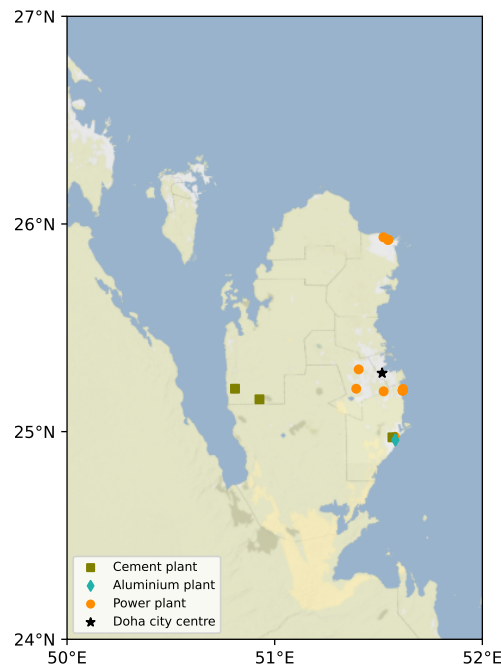 27°N
26°N
25°N
24°N
Cement plant
Aluminium plant
Power plant
Doha city centre
50°E
51°E
52°E